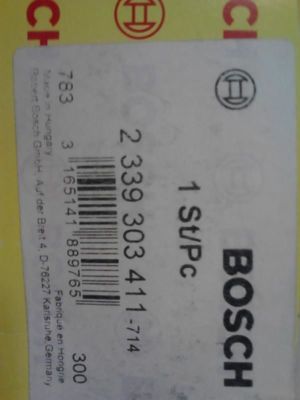 BOSCH
1 St/Pc
2 339 303 411-714
783
3 165141 889765
300
Made in Hungary
Fabriqué en Hongrie
Robert Bosch GmbH, Auf der Breit 4, D-76227 Karlsruhe, Germany
CH